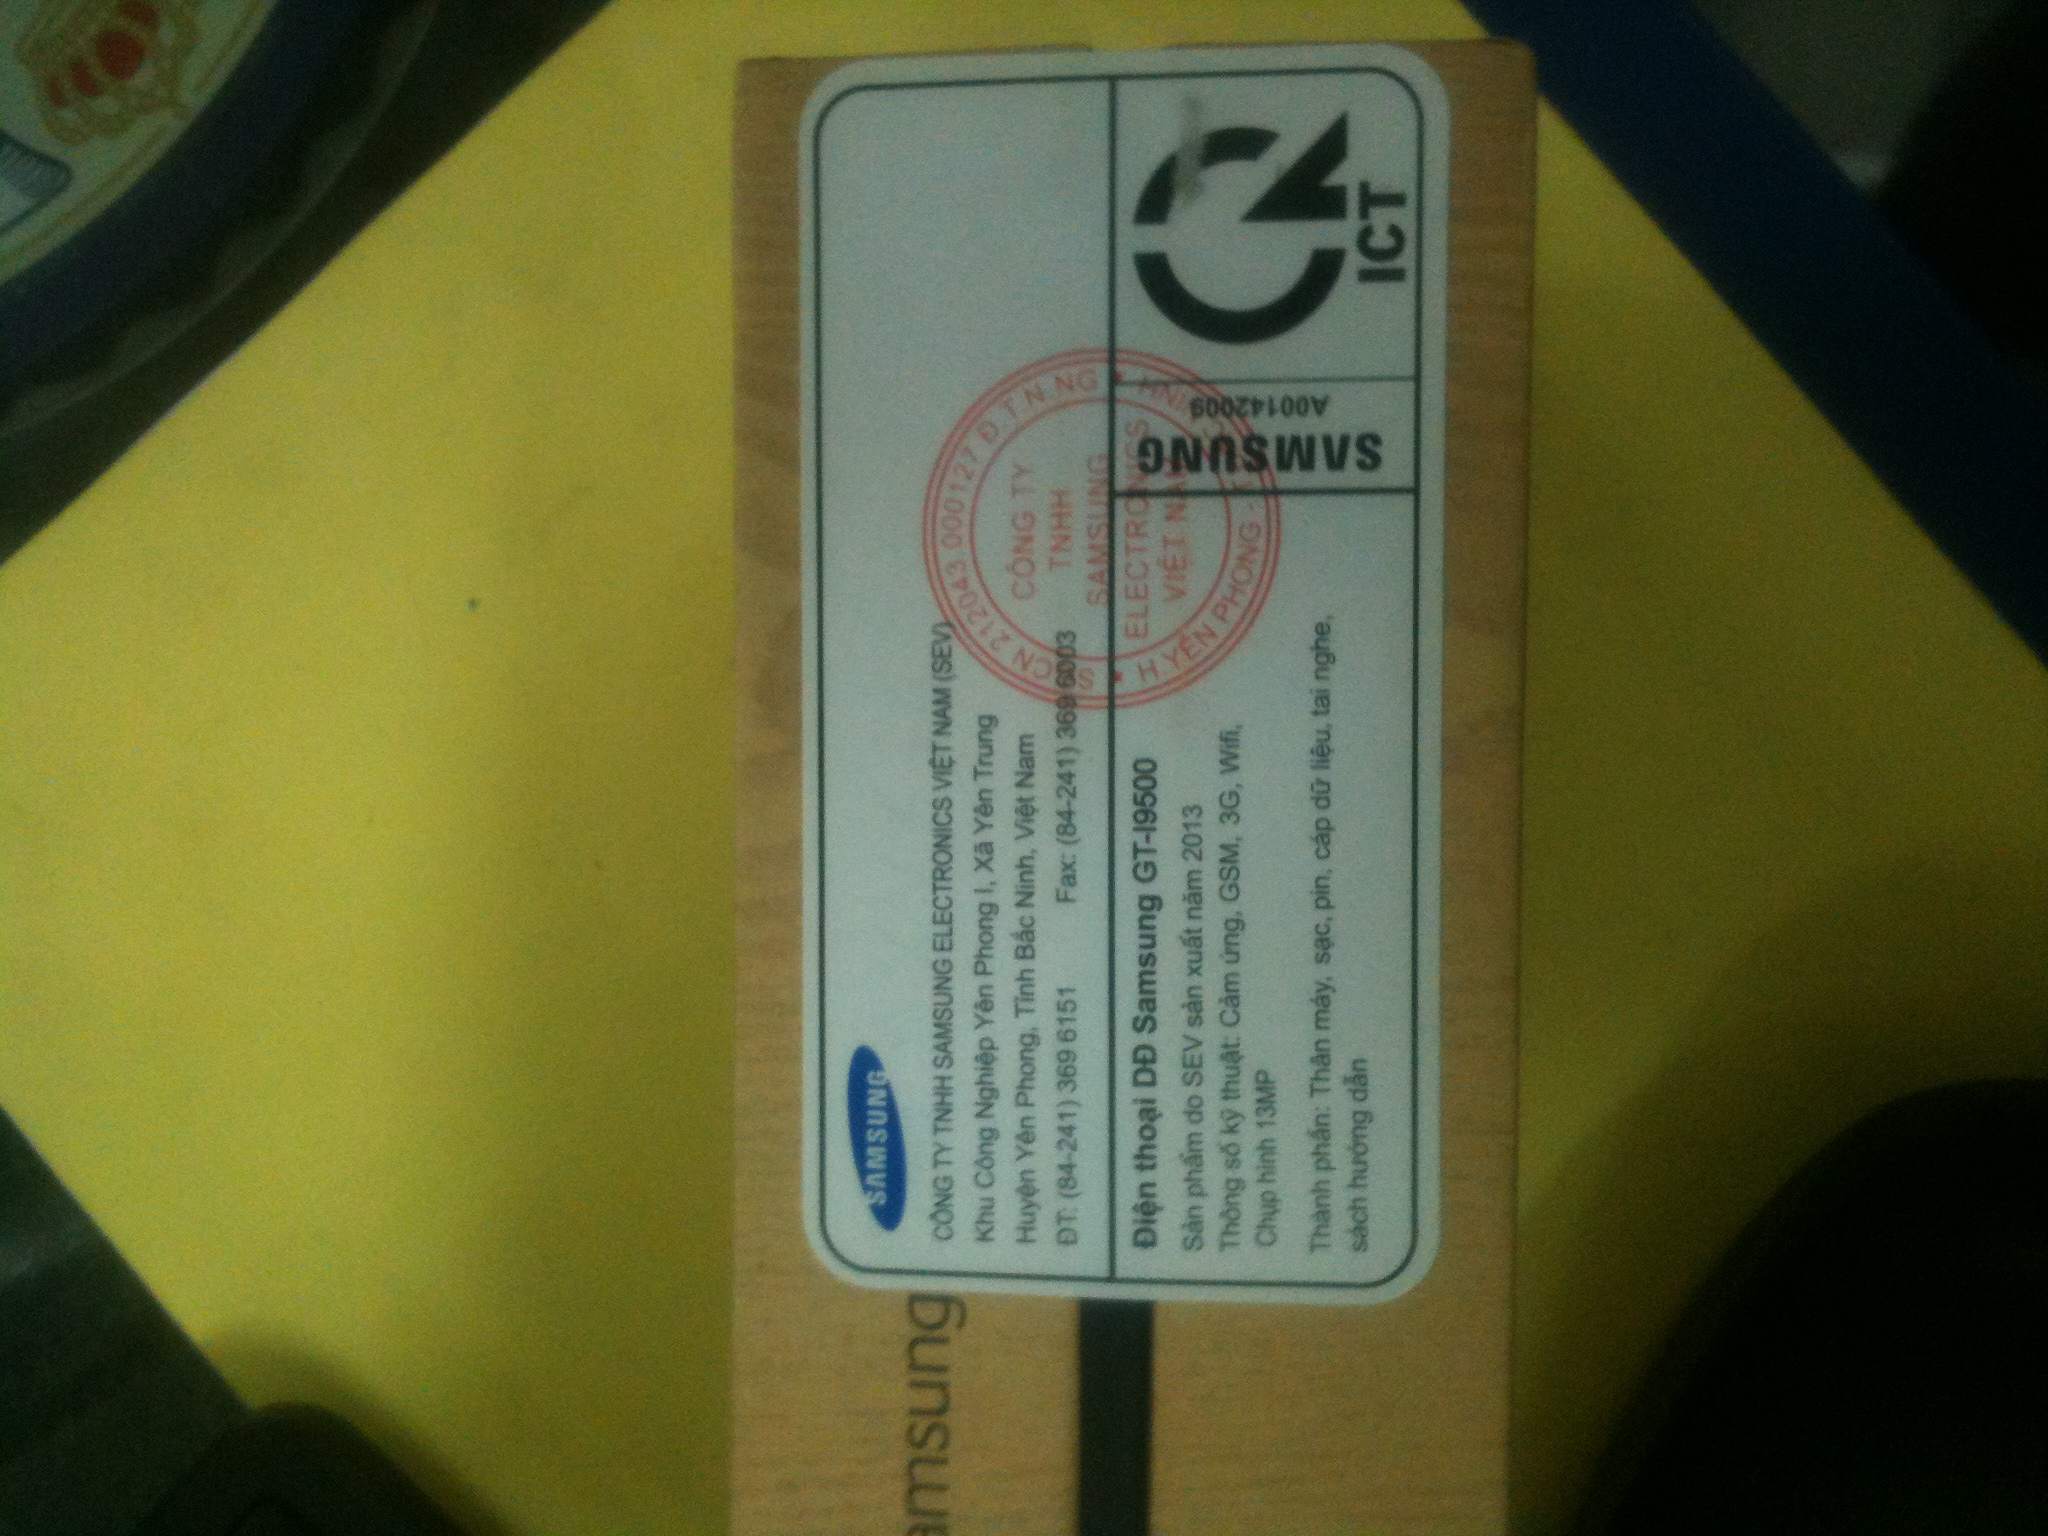 SAMSUNG
CÔNG TY TNHH SAMSUNG ELECTRONICS VIỆT NAM (SEV)
Khu Công Nghiệp Yên Phong I, Xã Yên Trung
Huyện Yên Phong, Tỉnh Bắc Ninh, Việt Nam
ĐT: (84-241) 369 6151 Fax: (84-241) 369 6003
Điện thoại DĐ Samsung GT-I9500
Sản phẩm do SEV sản xuất năm 2013
Thông số kỹ thuật: Cảm ứng, GSM, 3G, Wifi,
Chụp hình 13MP
Thành phần: Thân máy, sạc, pin, cáp dữ liệu, tai nghe,
sách hướng dẫn
SAMSUNG
A00142009
ICT
212043 000127
CÔNG TY
TNHH
SAMSUNG
ELECTRONICS
VIỆT NAM
H YÊN PHONG
amsung